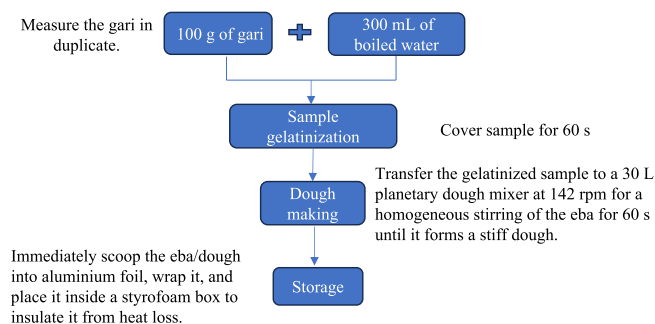 Measure the gari in
duplicate.
100 g of gari
300 mL of
boiled water
Sample
gelatinization
Cover sample for 60 s
Dough
making
Transfer the gelatinized sample to a 30 L
planetary dough mixer at 142 rpm for a
homogeneous stirring of the eba for 60 s
until it forms a stiff dough.
Immediately scoop the eba/dough
into aluminium foil, wrap it, and
place it inside a styrofoam box to
insulate it from heat loss.
Storage